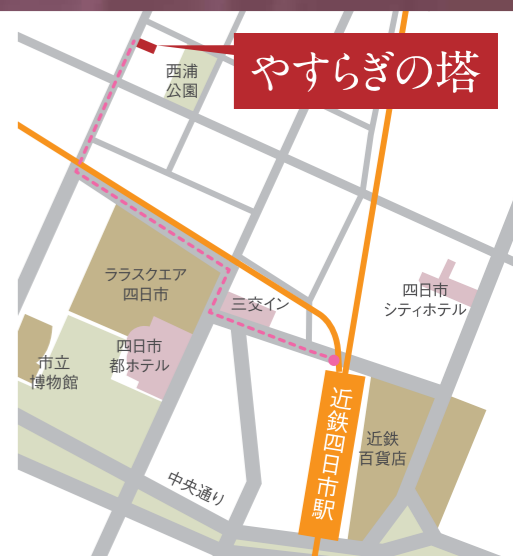 やすらぎの塔
西浦
公園
ララスクエア
四日市
三交イン
四日市
シティホテル
四日市
都ホテル
市立
博物館
近鉄四日市駅
近鉄
百貨店
中央通り